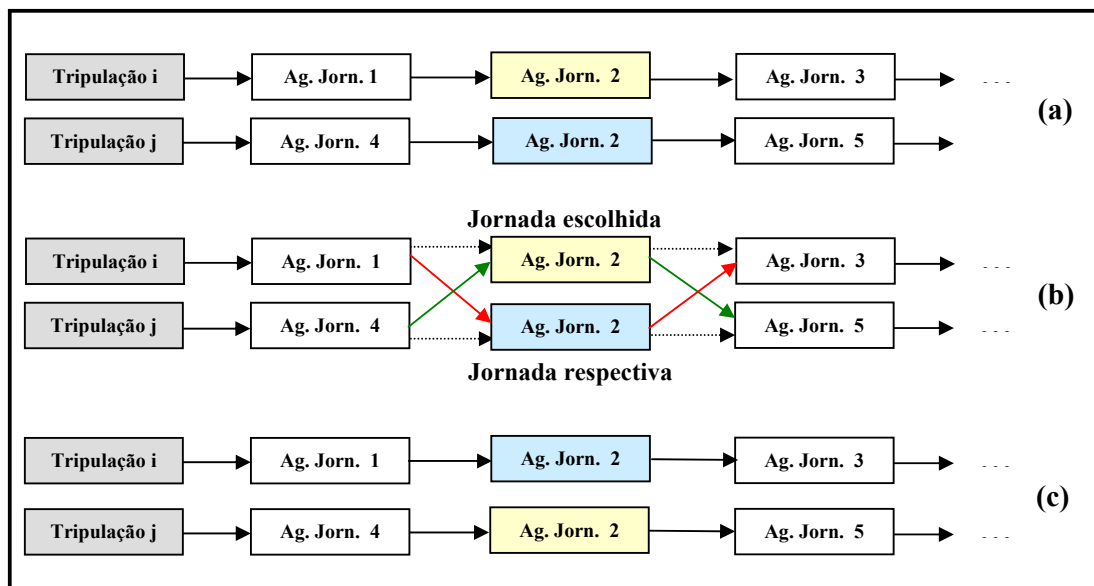 Tripulação i Ag. Jorn. 1 Ag. Jorn. 2 Ag. Jorn. 3 - - -
(a)
Tripulação j Ag. Jorn. 4 Ag. Jorn. 2 Ag. Jorn. 5
Jornada escolhida
Tripulação i Ag. Jorn. 1 Ag. Jorn. 2 Ag. Jorn. 3 - - -
(b)
Tripulação j Ag. Jorn. 4 Ag. Jorn. 2 Ag. Jorn. 5 - - -
Jornada respectiva
Tripulação i Ag. Jorn. 1 Ag. Jorn. 2 Ag. Jorn. 3 - - -
(c)
Tripulação j Ag. Jorn. 4 Ag. Jorn. 2 Ag. Jorn. 5 - - -